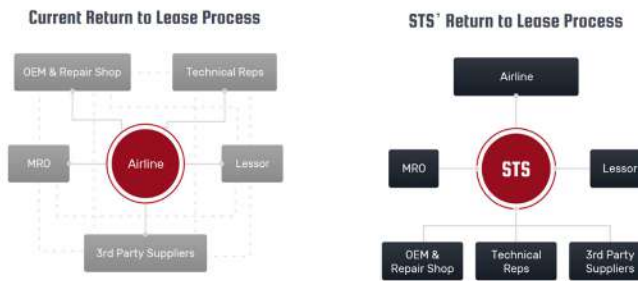 Current Return to Lease Process
STS' Return to Lease Process
OEM & Repair Shop
Technical Reps
MRO
Airline
Lessor
3rd Party Suppliers
Airline
MRO
STS
Lessor
OEM &
Repair Shop
Technical
Reps
3rd Party
Suppliers